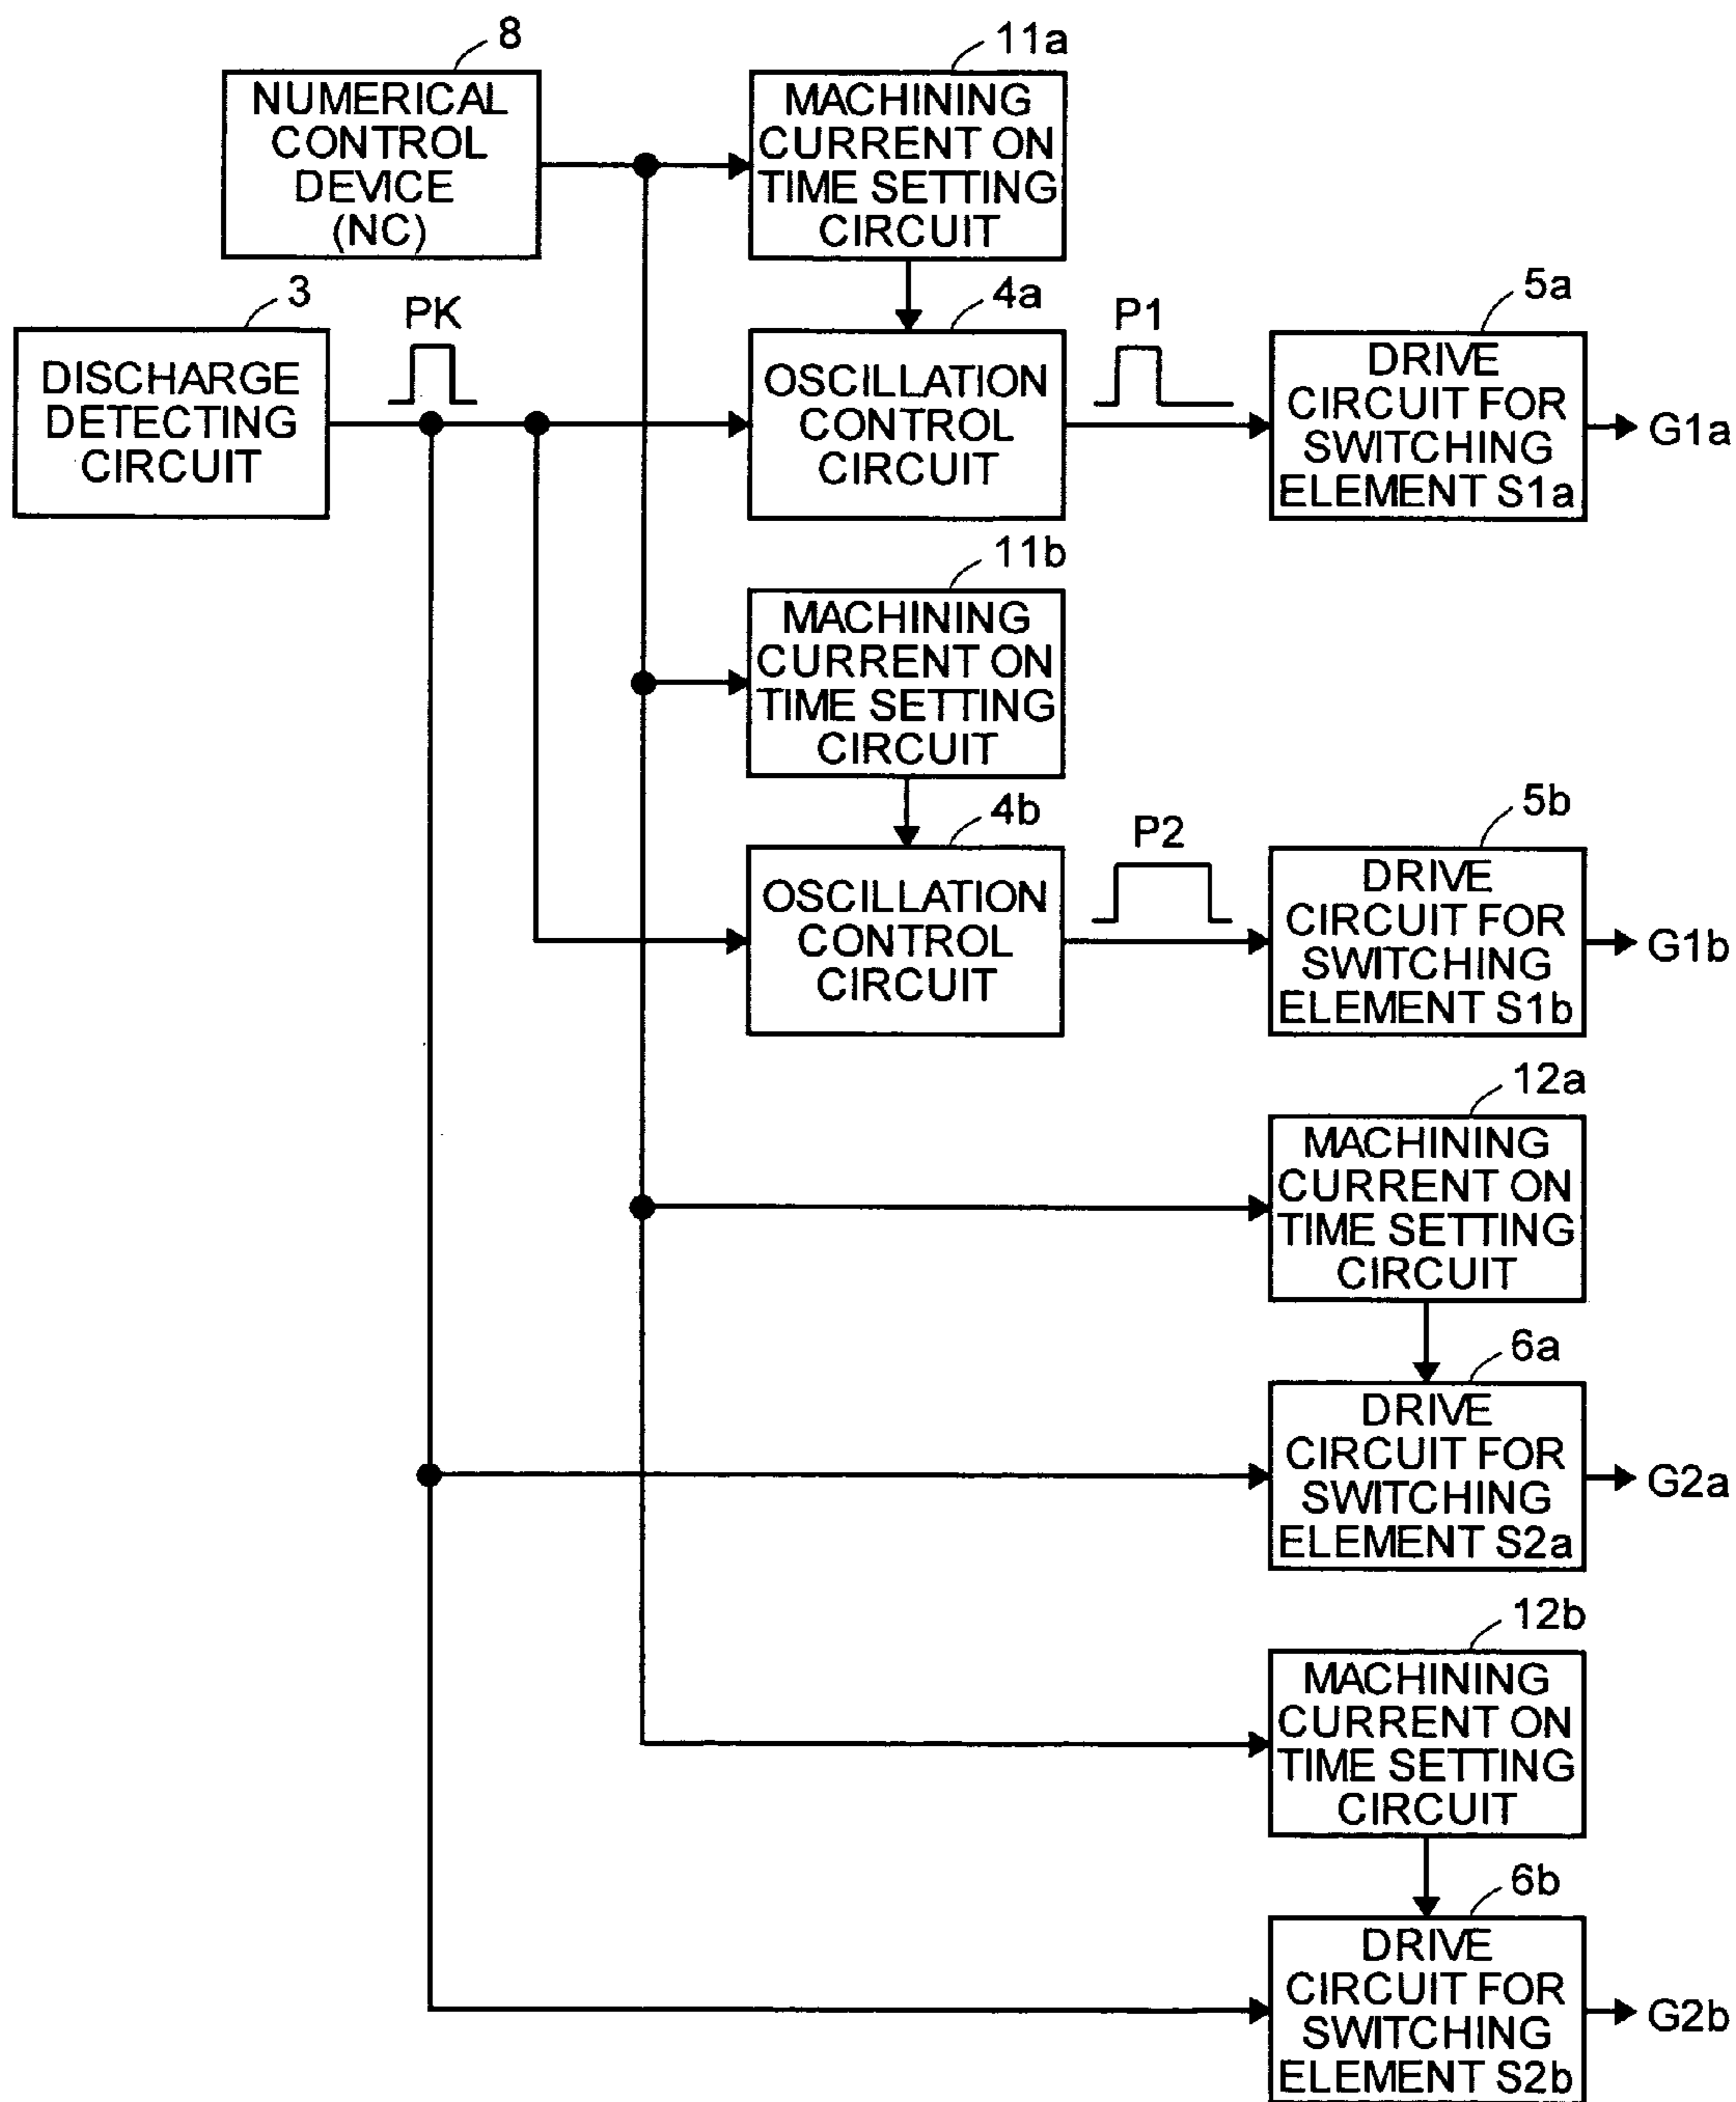 8
NUMERICAL
CONTROL
DEVICE
(NC)
11a
MACHINING
CURRENT ON
TIME SETTING
CIRCUIT
3
DISCHARGE
DETECTING
CIRCUIT
PK
4a
OSCILLATION
CONTROL
CIRCUIT
P1
5a
DRIVE
CIRCUIT FOR
SWITCHING
ELEMENT S1a
G1a
11b
MACHINING
CURRENT ON
TIME SETTING
CIRCUIT
4b
OSCILLATION
CONTROL
CIRCUIT
P2
5b
DRIVE
CIRCUIT FOR
SWITCHING
ELEMENT S1b
G1b
12a
MACHINING
CURRENT ON
TIME SETTING
CIRCUIT
6a
DRIVE
CIRCUIT FOR
SWITCHING
ELEMENT S2a
G2a
12b
MACHINING
CURRENT ON
TIME SETTING
CIRCUIT
6b
DRIVE
CIRCUIT FOR
SWITCHING
ELEMENT S2b
G2b